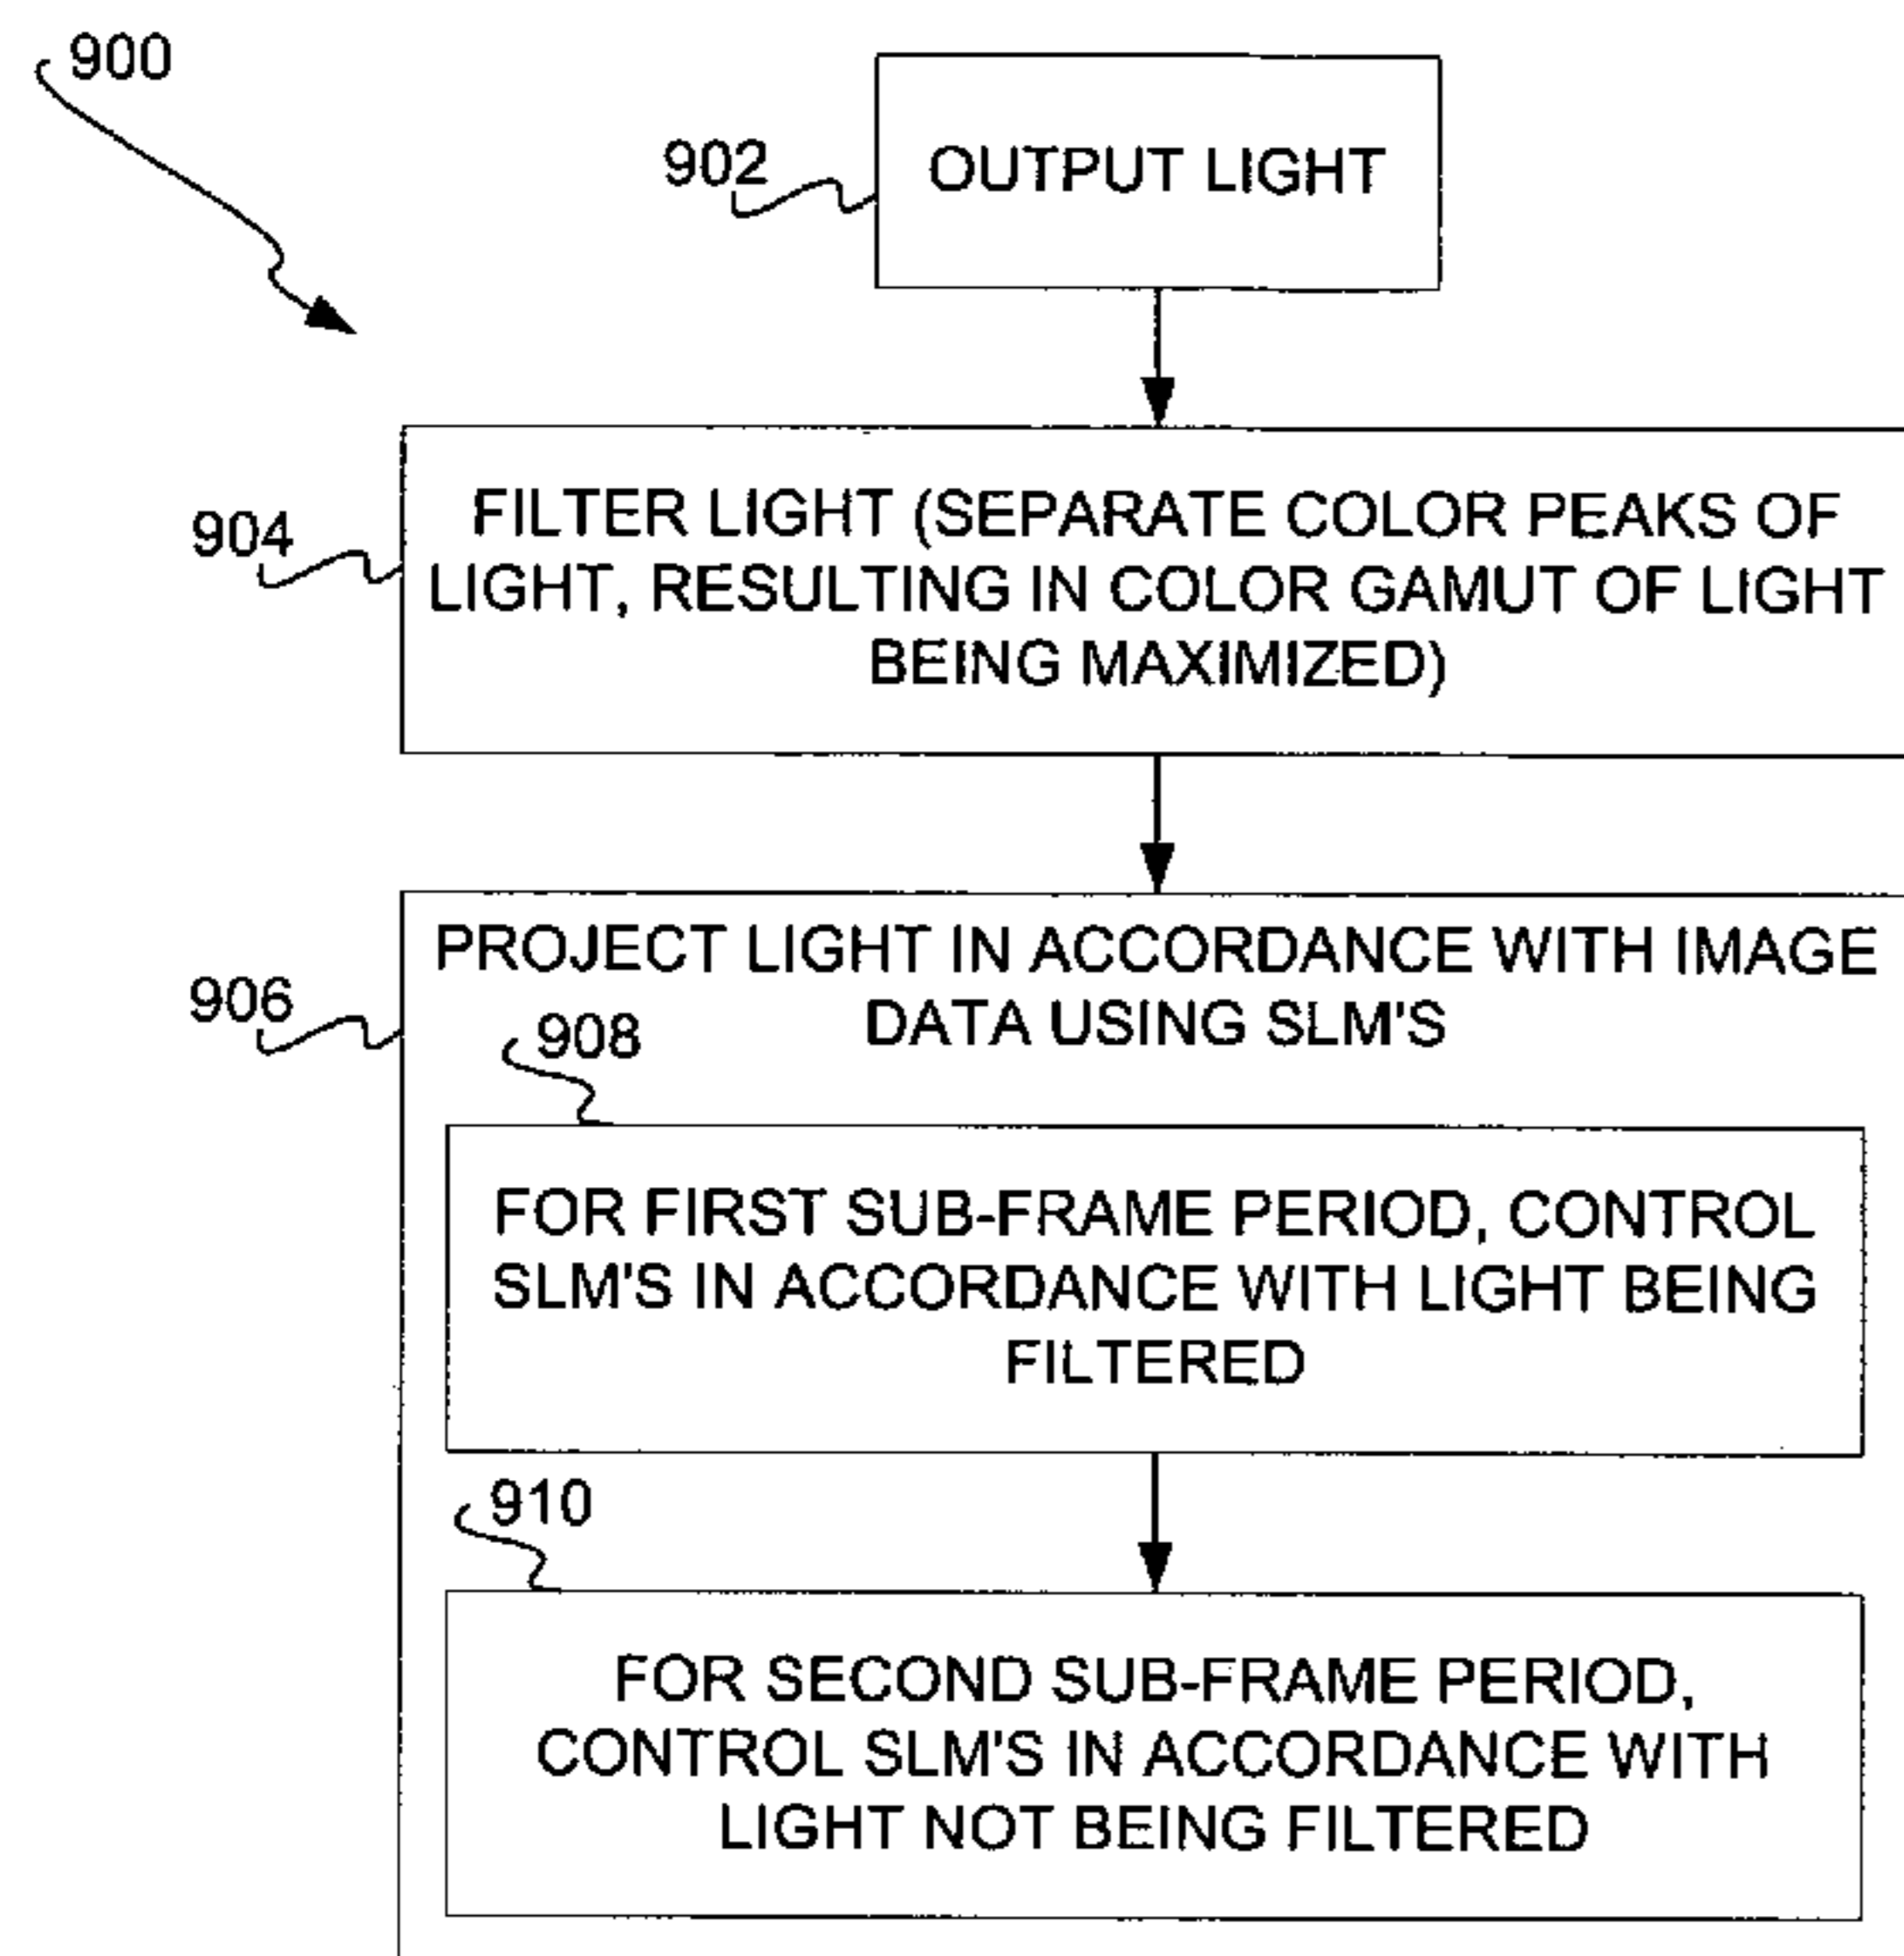 900
902
OUTPUT LIGHT
904
FILTER LIGHT (SEPARATE COLOR PEAKS OF
LIGHT, RESULTING IN COLOR GAMUT OF LIGHT
BEING MAXIMIZED)
906
PROJECT LIGHT IN ACCORDANCE WITH IMAGE
DATA USING SLM'S
908
FOR FIRST SUB-FRAME PERIOD, CONTROL
SLM'S IN ACCORDANCE WITH LIGHT BEING
FILTERED
910
FOR SECOND SUB-FRAME PERIOD,
CONTROL SLM'S IN ACCORDANCE WITH
LIGHT NOT BEING FILTERED